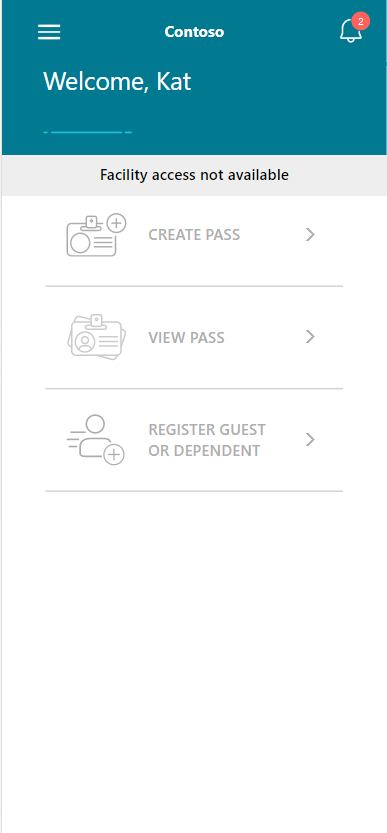 Contoso
2
Welcome, Kat
Facility access not available
CREATE PASS
VIEW PASS
REGISTER GUEST
OR DEPENDENT